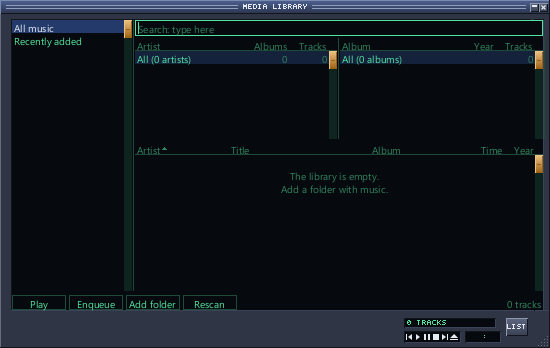 MEDIA LIBRARY
All music
Recently added
Search: type here
Artist Albums Tracks
All (0 artists) 0 0
Album Year Tracks
All (0 albums) 0
Artist^ Title Album Time Year
The library is empty.
Add a folder with music.
Play Enqueue Add folder Rescan 0 tracks
0 TRACKS
:
LIST